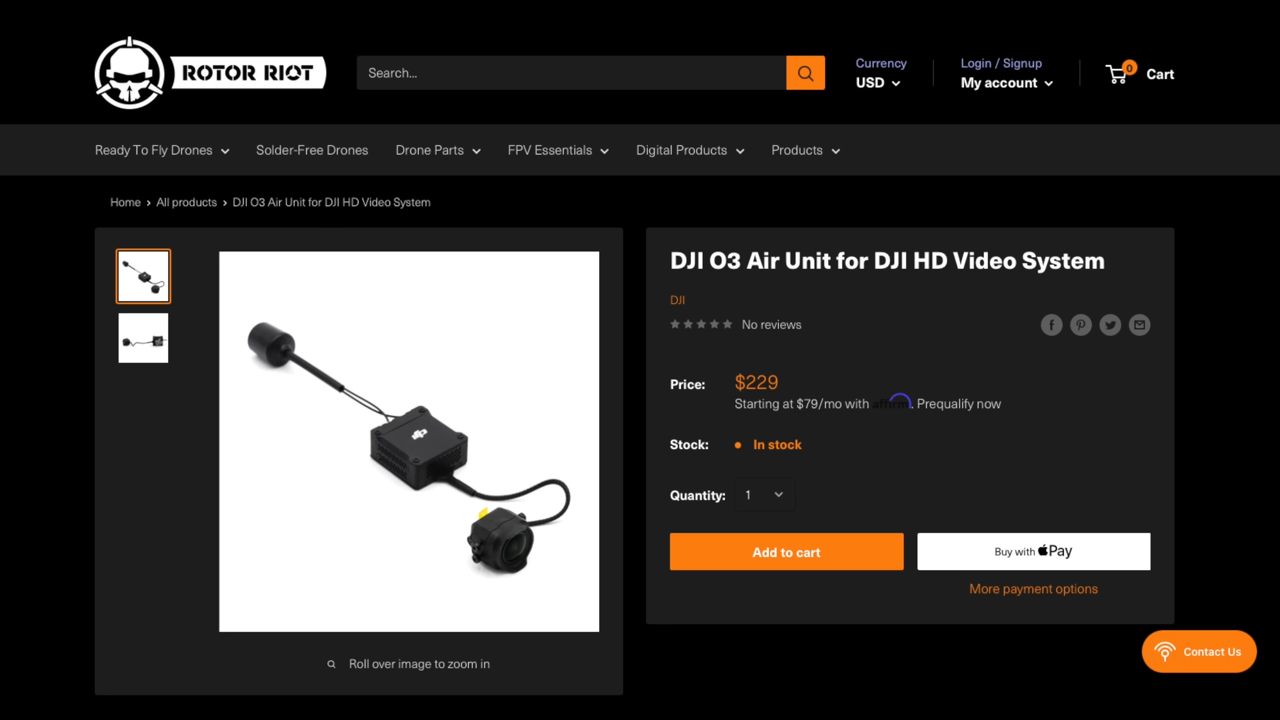 ROTOR RIOT
Search...
Currency
USD
Login / Signup
My account
0
Cart
Ready To Fly Drones
Solder-Free Drones
Drone Parts
FPV Essentials
Digital Products
Products
Home > All products > DJI O3 Air Unit for DJI HD Video System
DJI O3 Air Unit for DJI HD Video System
DJI
No reviews
Price: $229
Starting at $79/mo with affirm. Prequalify now
Stock: In stock
Quantity: 1
Add to cart
Buy with Pay
More payment options
Roll over image to zoom in
Contact Us